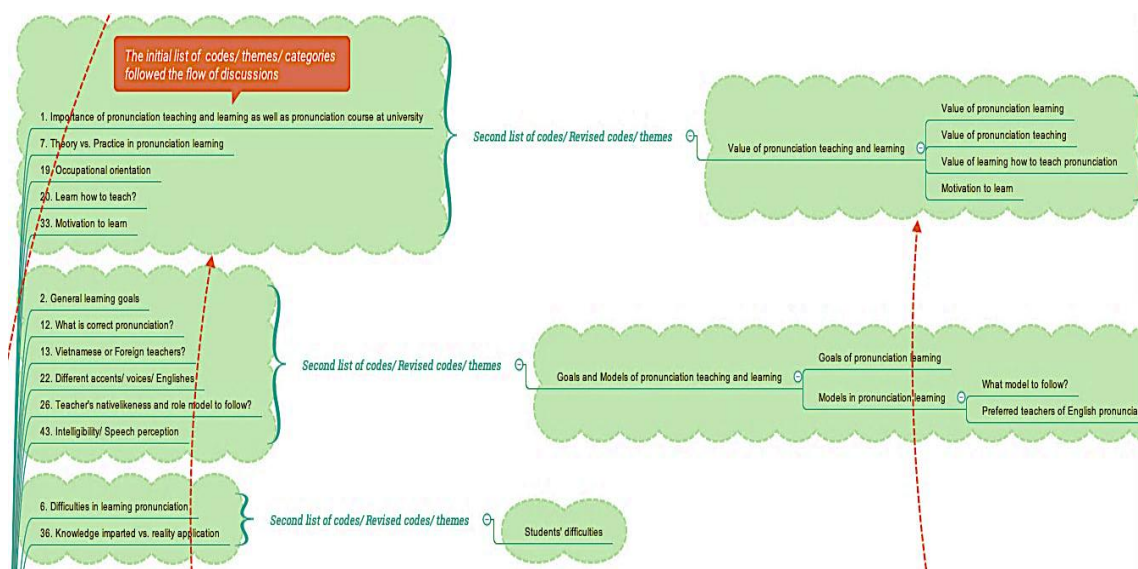 The initial list of codes/ themes/ categories
followed the flow of discussions
1. Importance of pronunciation teaching and learning as well as pronunciation course at university
7. Theory vs. Practice in pronunciation learning
19. Occupational orientation
20. Learn how to teach?
33. Motivation to learn
Second list of codes/ Revised codes/ themes
Value of pronunciation teaching and learning
Value of pronunciation learning
Value of pronunciation teaching
Value of learning how to teach pronunciation
Motivation to learn
2. General learning goals
12. What is correct pronunciation?
13. Vietnamese or Foreign teachers?
22. Different accents/ voices/ Englishes
26. Teacher's nativelikeness and role model to follow?
43. Intelligibility/ Speech perception
Second list of codes/ Revised codes/ themes
Goals and Models of pronunciation teaching and learning
Goals of pronunciation learning
Models in pronunciation learning
What model to follow?
Preferred teachers of English pronuncia
6. Difficulties in learning pronunciation
36. Knowledge imparted vs. reality application
Second list of codes/ Revised codes/ themes
Students' difficulties